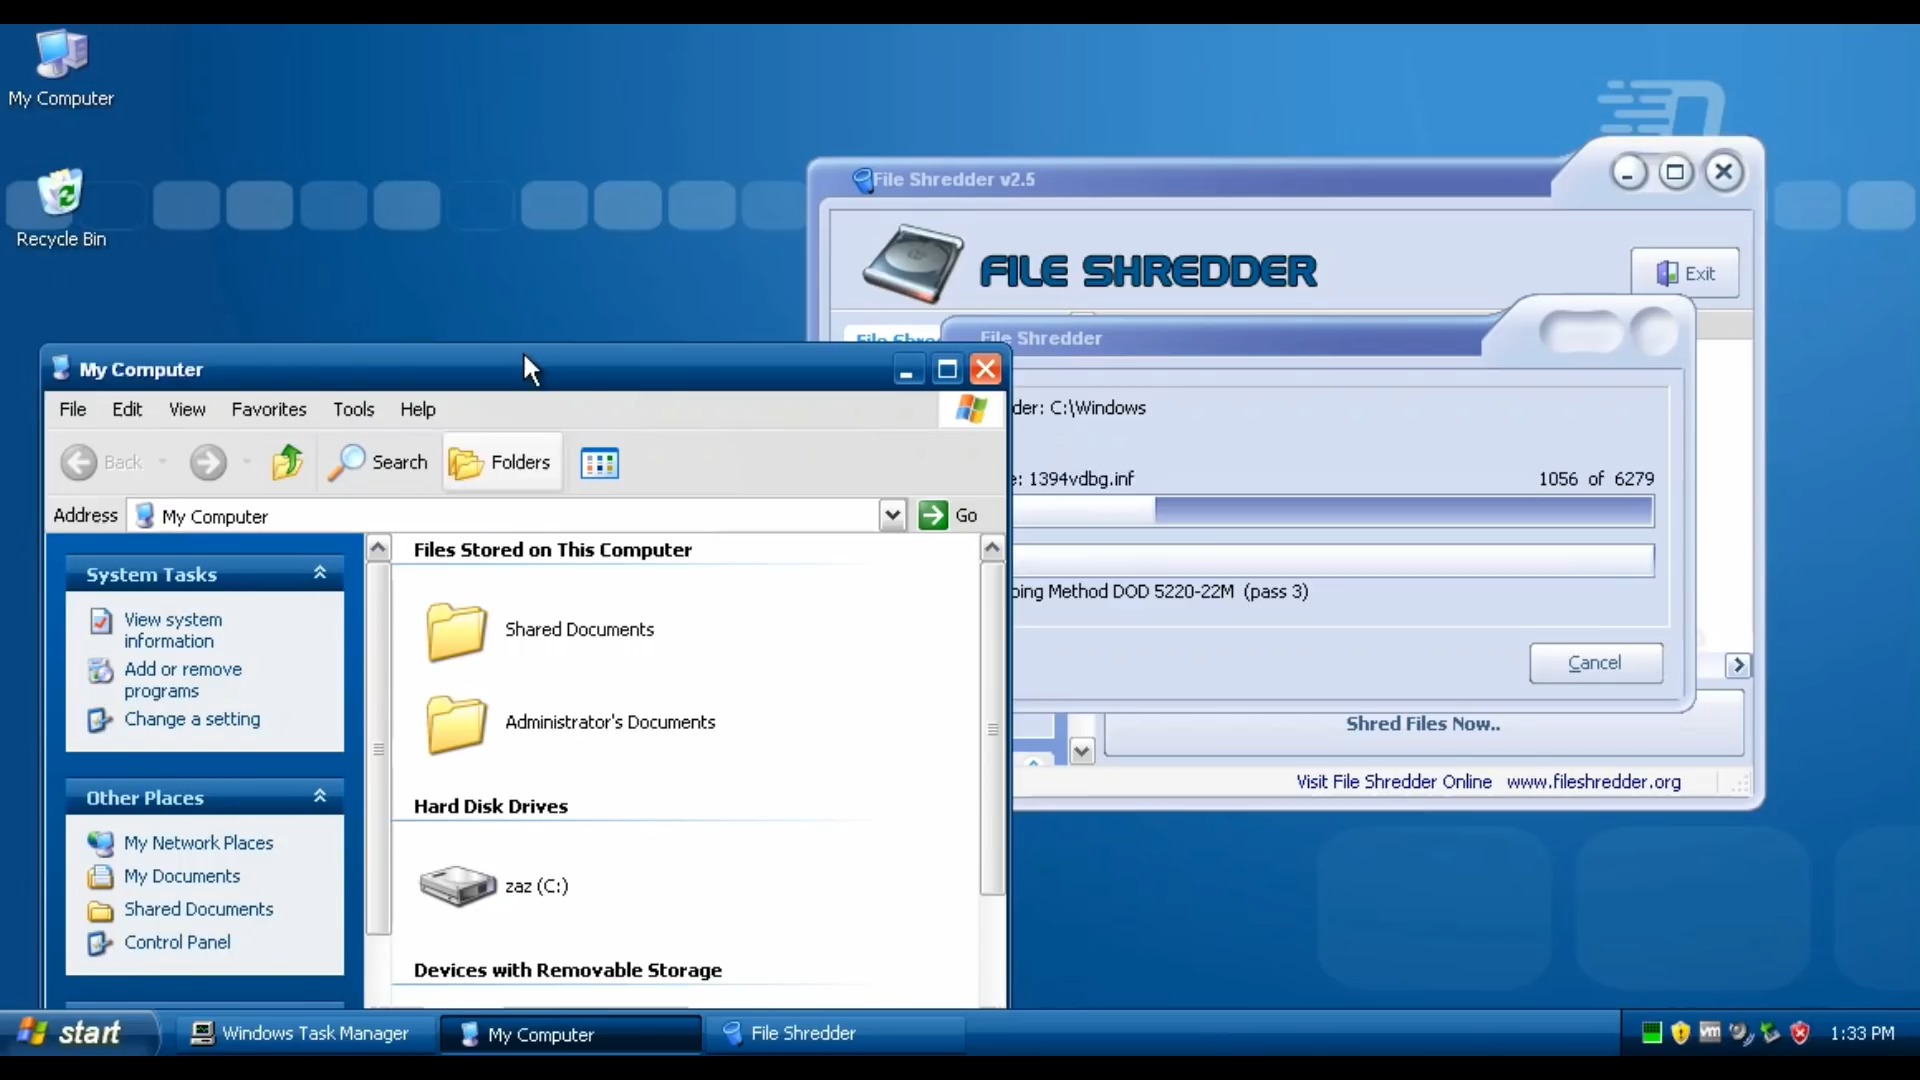 My Computer
Recycle Bin
File Shredder v2.5
FILE SHREDDER
Exit
File Shre
File Shredder
der: C:\Windows
e: 1394vdbg.inf
1056 of 6279
ping Method DOD 5220-22M (pass 3)
Cancel
Shred Files Now..
Visit File Shredder Online www.fileshredder.org
My Computer
File Edit View Favorites Tools Help
Back
Search
Folders
Address
My Computer
Go
System Tasks
View system
information
Add or remove
programs
Change a setting
Other Places
My Network Places
My Documents
Shared Documents
Control Panel
Files Stored on This Computer
Shared Documents
Administrator's Documents
Hard Disk Drives
zaz (C:)
Devices with Removable Storage
start
Windows Task Manager
My Computer
File Shredder
vm
1:33 PM